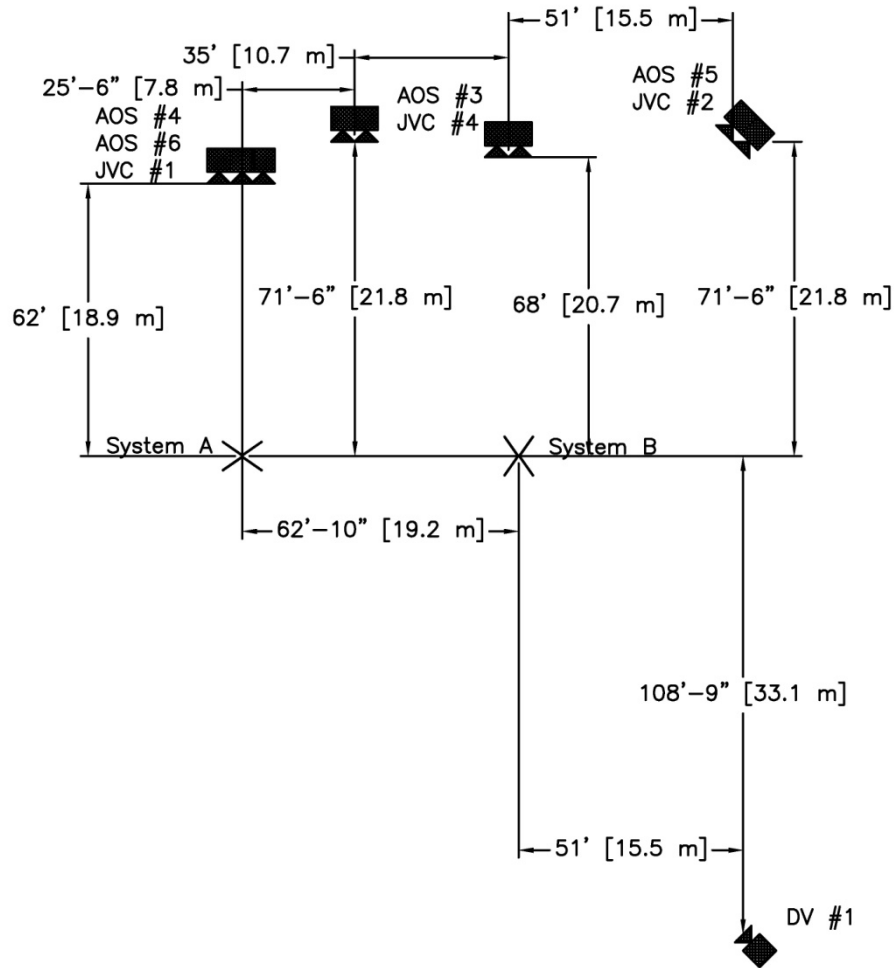 51’ [15.5 m]
35’ [10.7 m]
25’–6” [7.8 m]
AOS #4
AOS #6
JVC #1
AOS #3
JVC #4
AOS #5
JVC #2
62’ [18.9 m]
71’–6” [21.8 m]
68’ [20.7 m]
71’–6” [21.8 m]
System A
System B
62’–10” [19.2 m]
108’–9” [33.1 m]
51’ [15.5 m]
DV #1